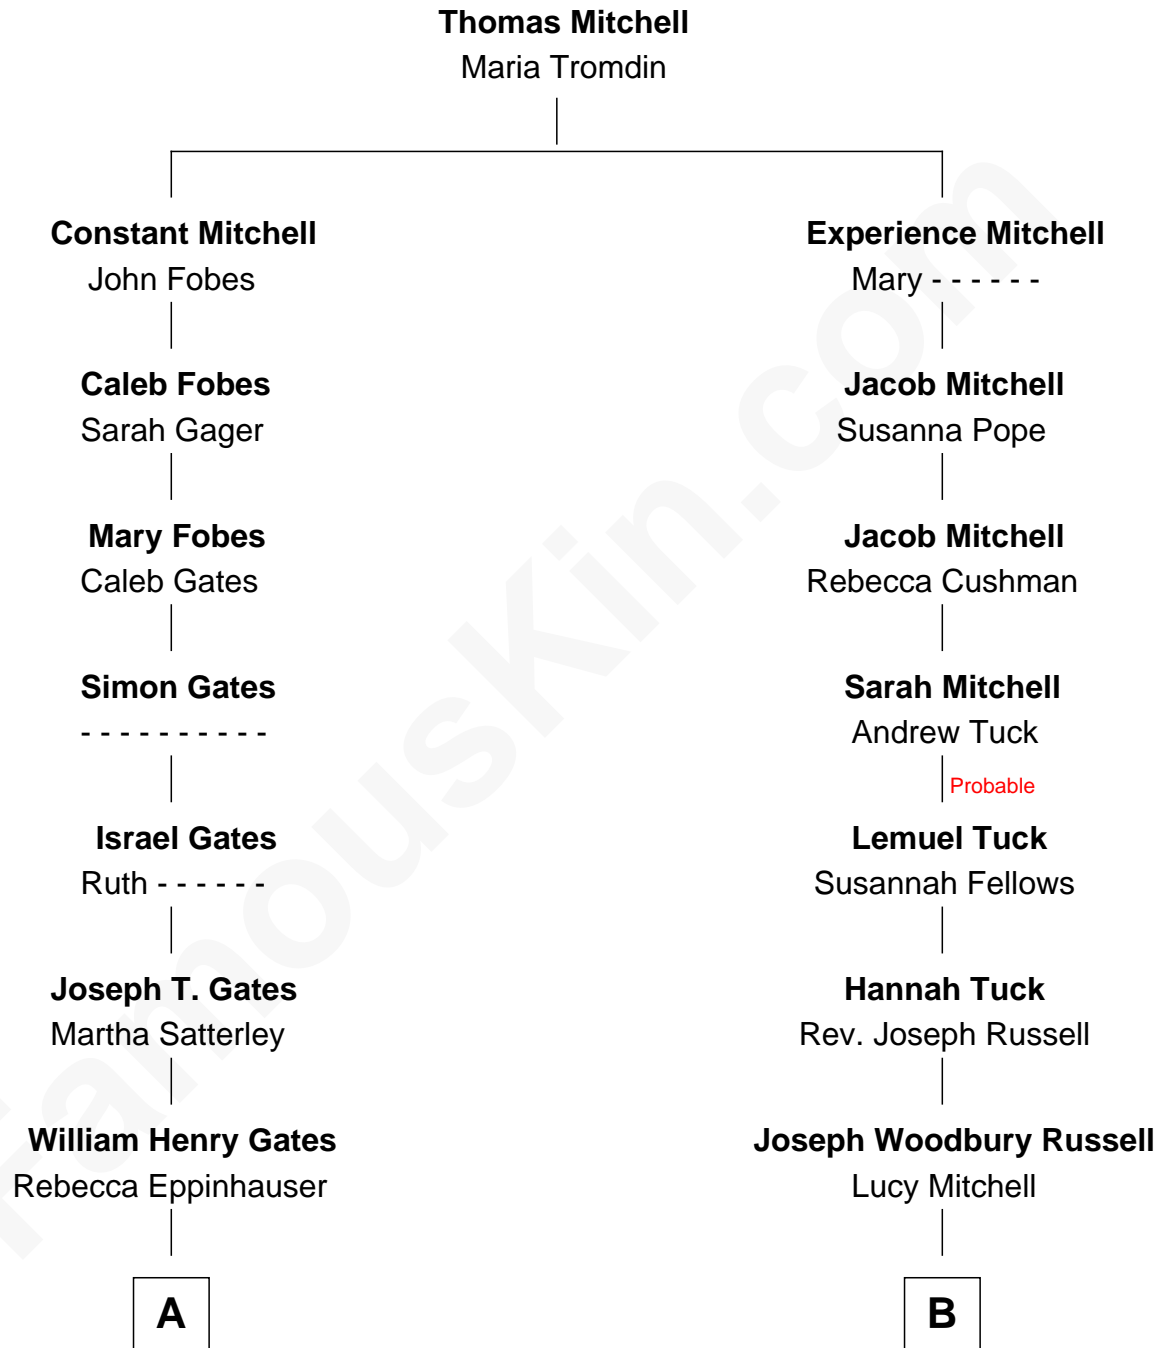 Thomas Mitchell
Maria Tromdin
Constant Mitchell
John Fobes
Experience Mitchell
Mary - - - - - -
Caleb Fobes
Sarah Gager
Jacob Mitchell
Susanna Pope
Mary Fobes
Caleb Gates
Jacob Mitchell
Rebecca Cushman
Simon Gates
- - - - - - - - - -
Sarah Mitchell
Andrew Tuck
Probable
Israel Gates
Ruth - - - - - -
Lemuel Tuck
Susannah Fellows
Joseph T. Gates
Martha Satterley
Hannah Tuck
Rev. Joseph Russell
William Henry Gates
Rebecca Eppinhauser
Joseph Woodbury Russell
Lucy Mitchell
A
B
FamousKin.com